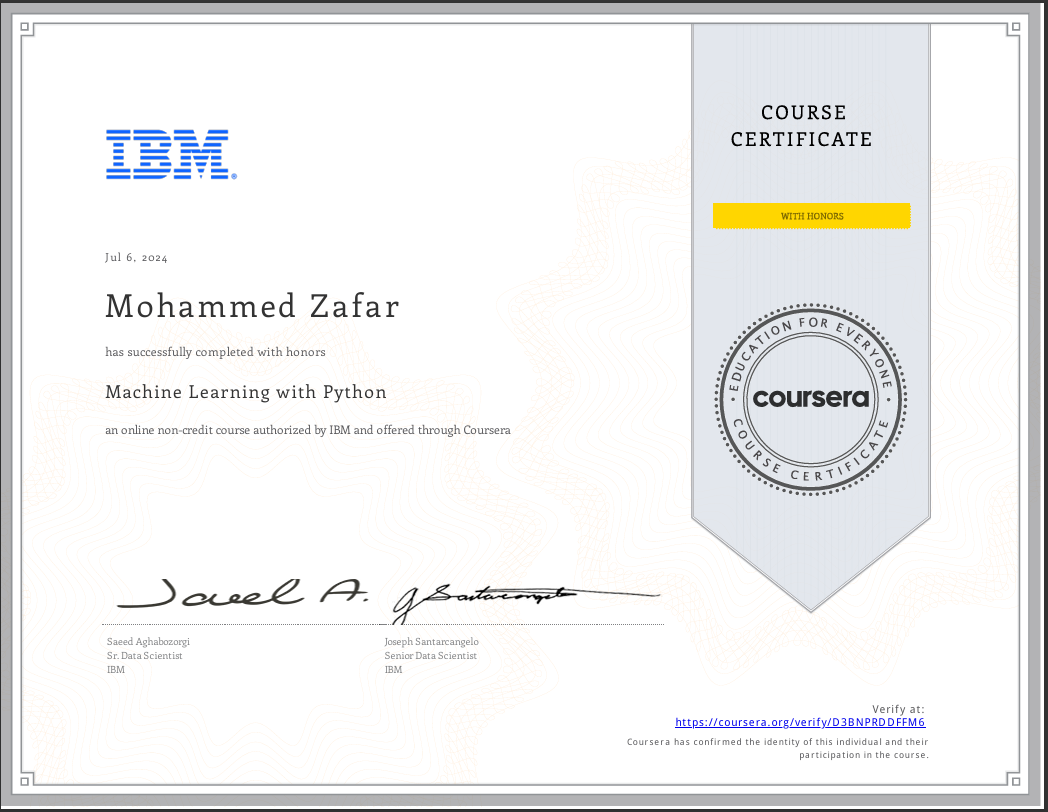 IBM®
COURSE
CERTIFICATE
WITH HONORS
Jul 6, 2024
Mohammed Zafar
has successfully completed with honors
Machine Learning with Python
an online non-credit course authorized by IBM and offered through Coursera
EDUCATION FOR EVERYONE
coursera
COURSE CERTIFICATE
Saeed A.
J Santarcangelo
Saeed Aghabozorgi
Sr. Data Scientist
IBM
Joseph Santarcangelo
Senior Data Scientist
IBM
Verify at:
https://coursera.org/verify/D3BNPRDDFFM6
Coursera has confirmed the identity of this individual and their
participation in the course.